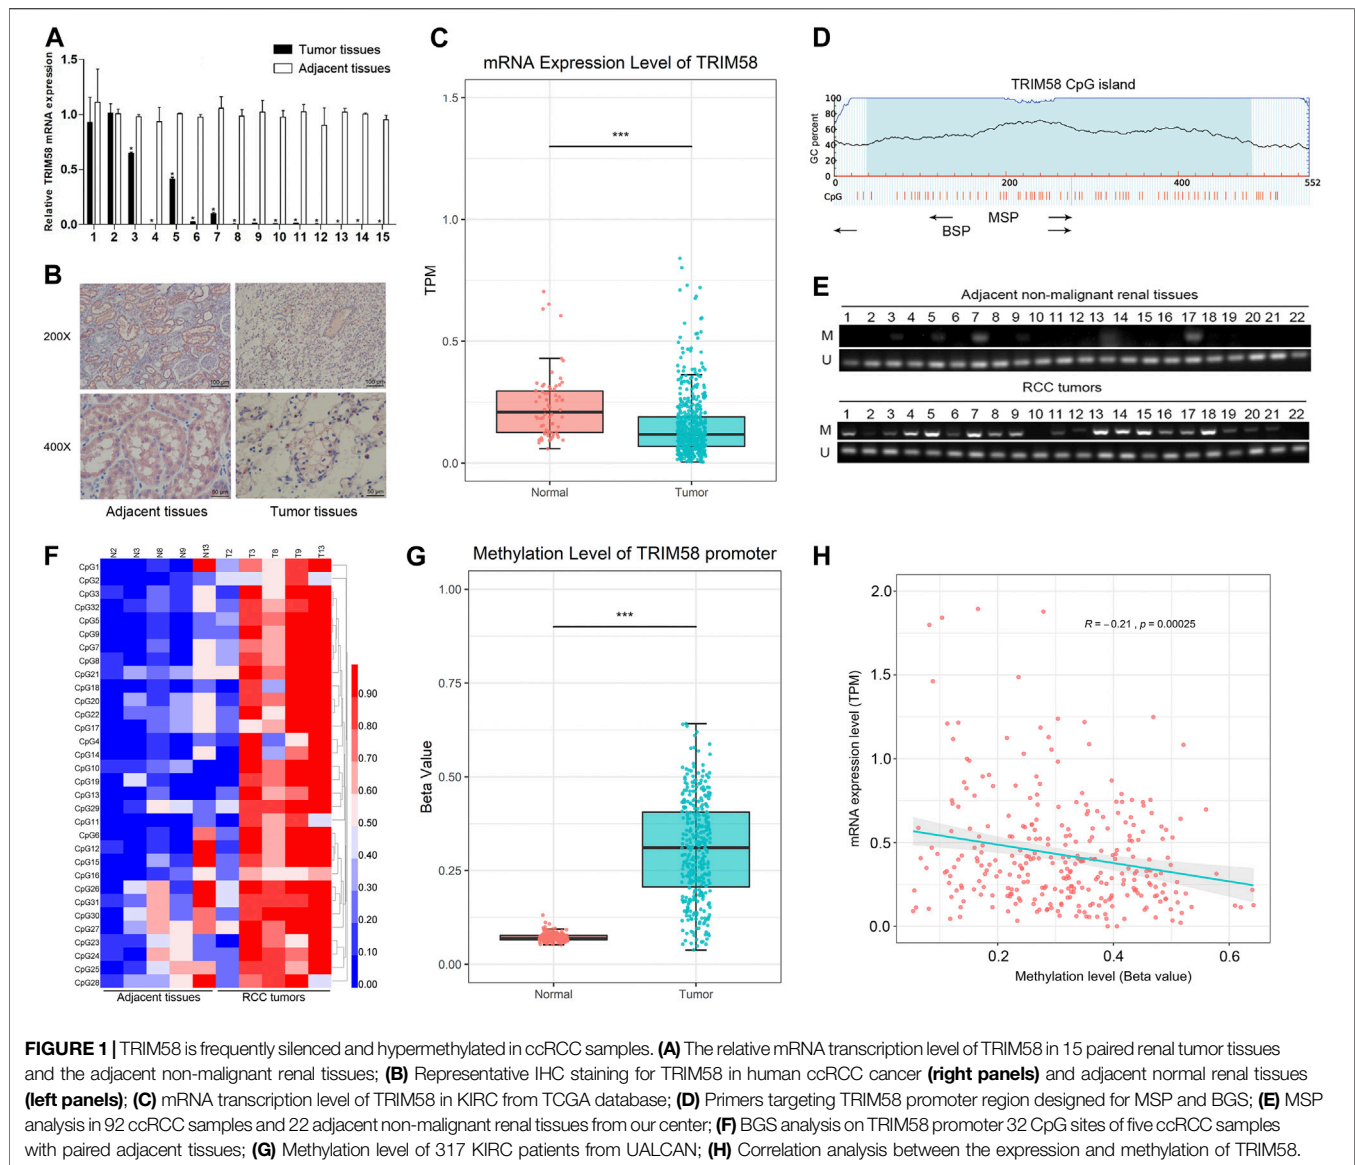 A
Tumor tissues
Adjacent tissues
Relative TRIM58 mRNA expression
1.5
1.0
0.5
0.0
* * * * * * * * * * * * *
1 2 3 4 5 6 7 8 9 10 11 12 13 14 15
B
200X
400X
100 μm
100 μm
50 μm
50 μm
Adjacent tissues
Tumor tissues
C
mRNA Expression Level of TRIM58
TPM
1.5
1.0
0.5
0.0
***
Normal
Tumor
D
TRIM58 CpG island
GC percent
100
80
60
40
20
0
0 200 400 552
CpG
MSP
BSP
E
Adjacent non-malignant renal tissues
1 2 3 4 5 6 7 8 9 10 11 12 13 14 15 16 17 18 19 20 21 22
M
U
RCC tumors
1 2 3 4 5 6 7 8 9 10 11 12 13 14 15 16 17 18 19 20 21 22
M
U
F
N2 N3 N8 N9 N13 T2 T3 T8 T9 T13
CpG1
CpG2
CpG3
CpG32
CpG5
CpG9
CpG7
CpG8
CpG21
CpG18
CpG20
CpG22
CpG17
CpG4
CpG14
CpG10
CpG19
CpG13
CpG29
CpG11
CpG6
CpG12
CpG15
CpG16
CpG26
CpG31
CpG30
CpG27
CpG23
CpG24
CpG25
CpG28
0.90
0.80
0.70
0.60
0.50
0.40
0.30
0.20
0.10
0.00
Adjacent tissues
RCC tumors
G
Methylation Level of TRIM58 promoter
Beta Value
1.00
0.75
0.50
0.25
0.00
***
Normal
Tumor
H
mRNA expression level (TPM)
2.0
1.5
1.0
0.5
0.0
R = −0.21 , p = 0.00025
0.2 0.4 0.6
Methylation level (Beta value)
FIGURE 1 | TRIM58 is frequently silenced and hypermethylated in ccRCC samples. (A) The relative mRNA transcription level of TRIM58 in 15 paired renal tumor tissues
and the adjacent non-malignant renal tissues; (B) Representative IHC staining for TRIM58 in human ccRCC cancer (right panels) and adjacent normal renal tissues
(left panels); (C) mRNA transcription level of TRIM58 in KIRC from TCGA database; (D) Primers targeting TRIM58 promoter region designed for MSP and BGS; (E) MSP
analysis in 92 ccRCC samples and 22 adjacent non-malignant renal tissues from our center; (F) BGS analysis on TRIM58 promoter 32 CpG sites of five ccRCC samples
with paired adjacent tissues; (G) Methylation level of 317 KIRC patients from UALCAN; (H) Correlation analysis between the expression and methylation of TRIM58.